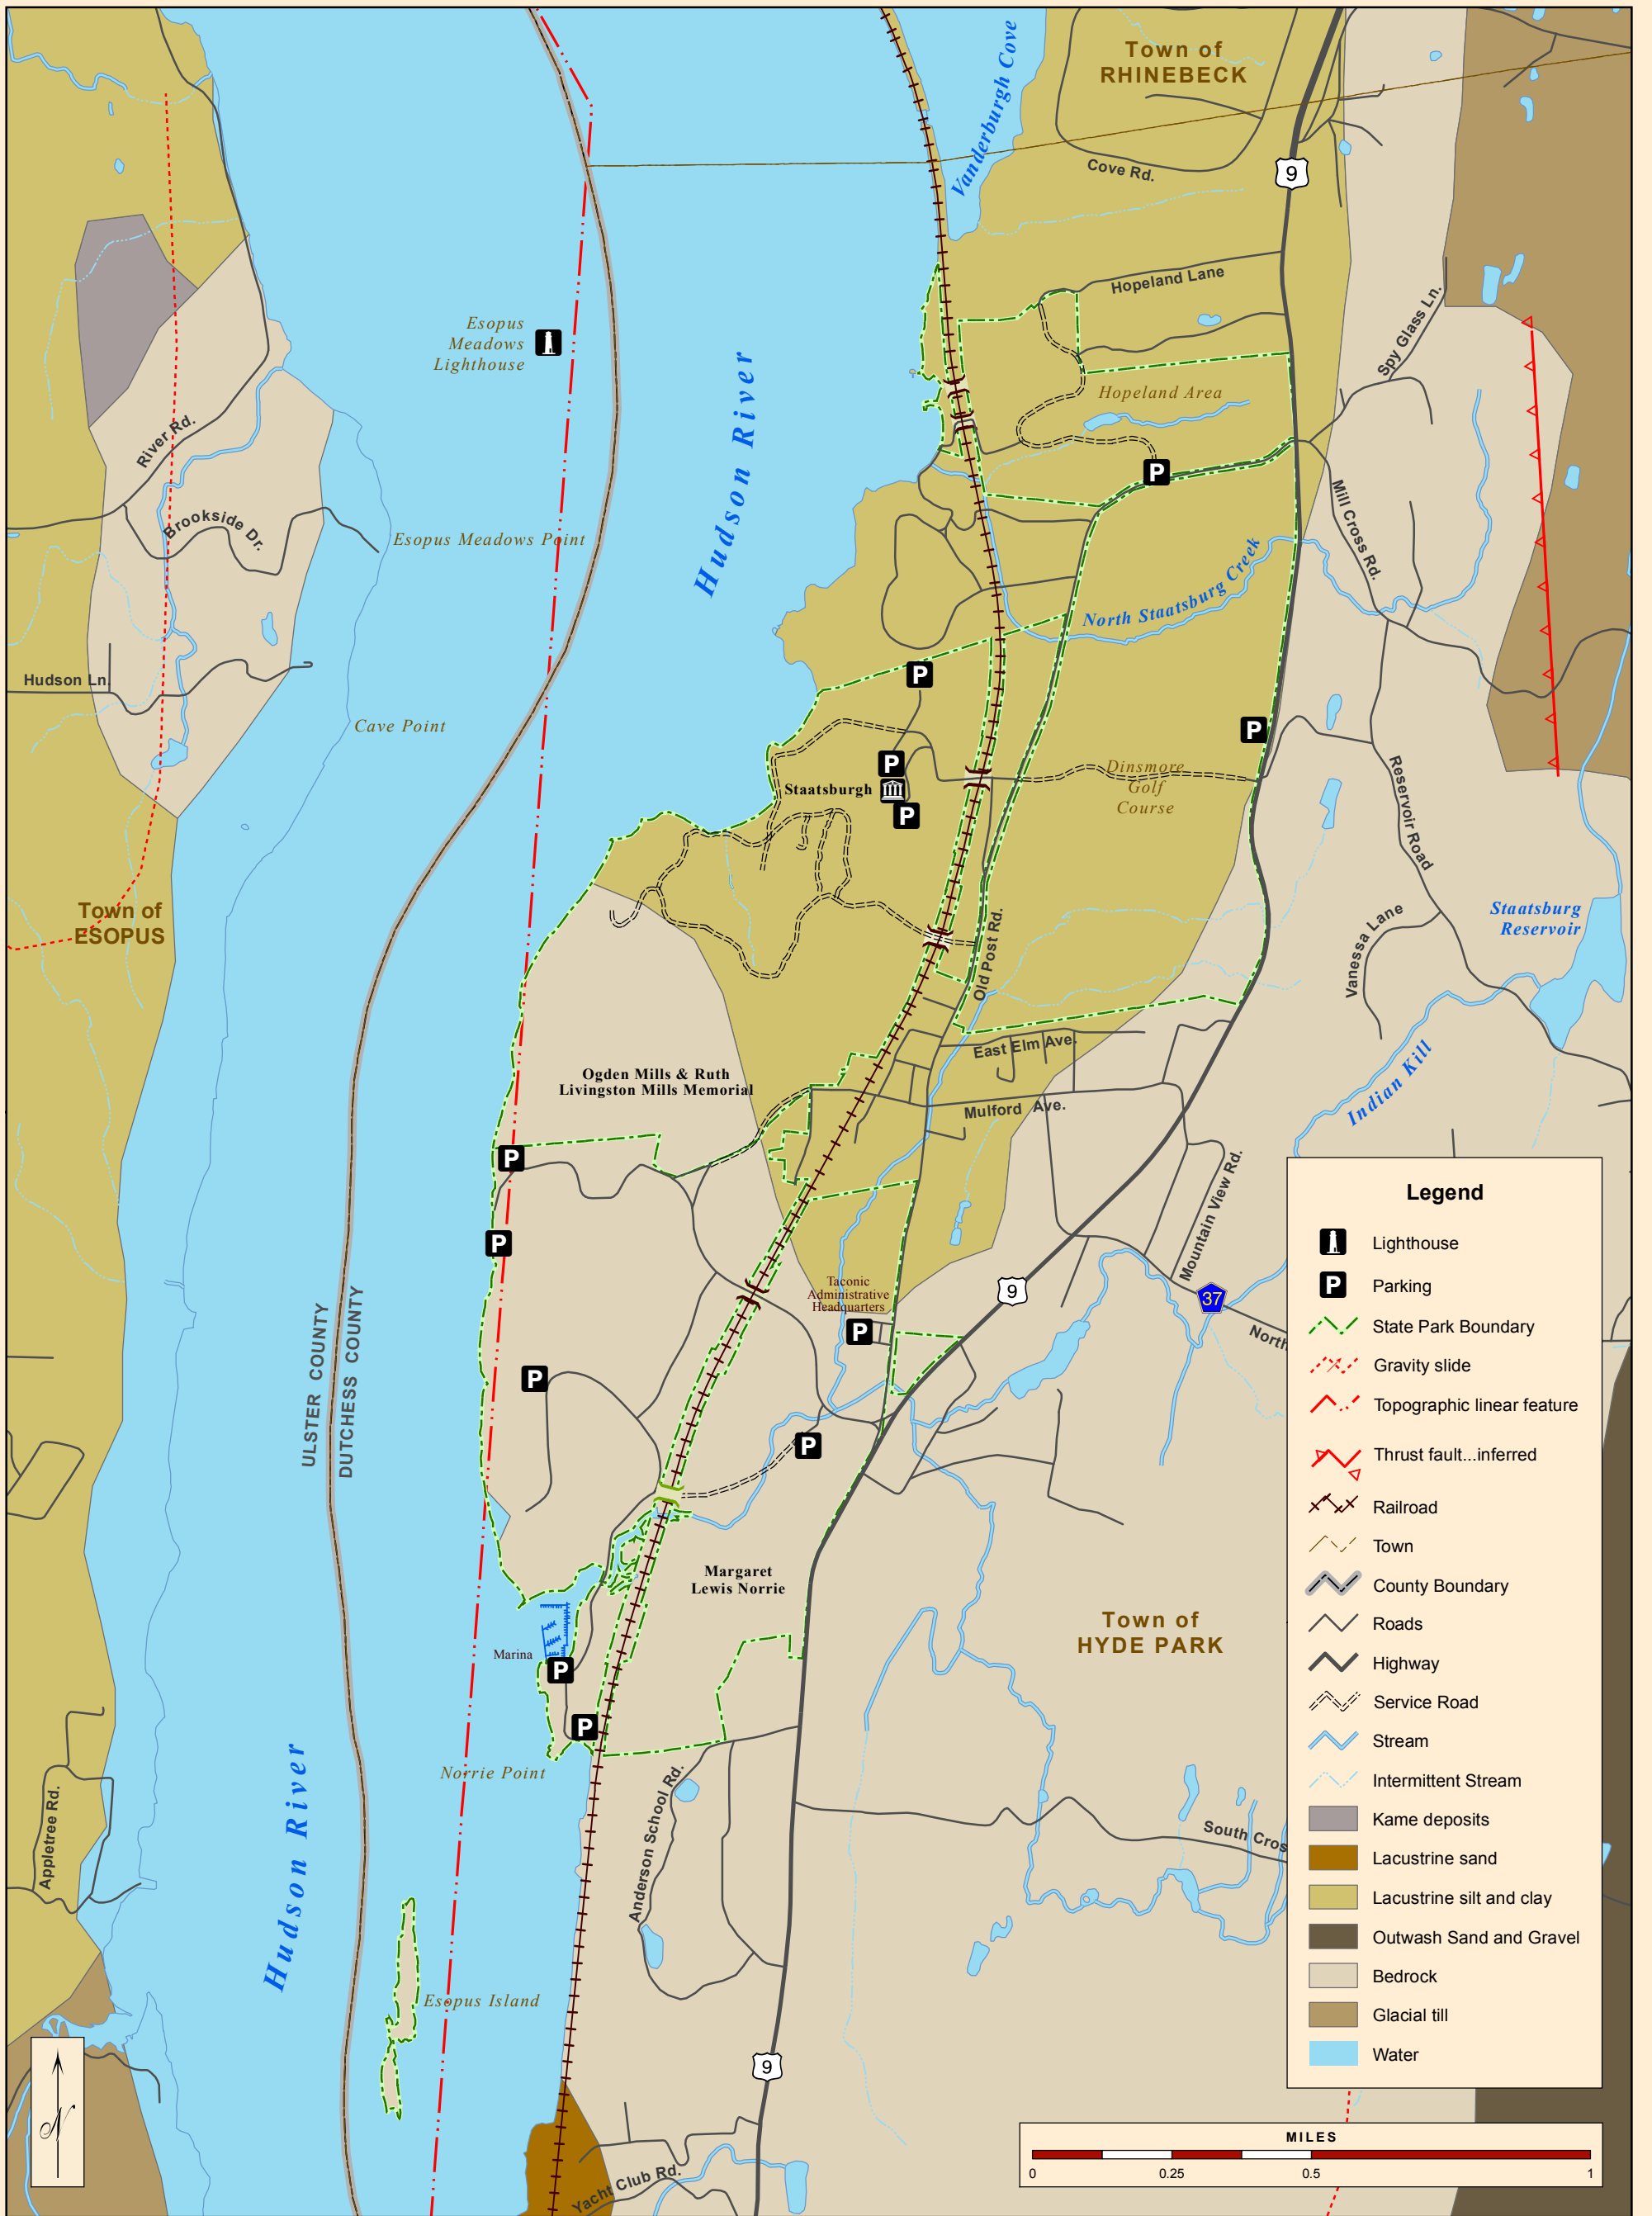 Town of
RHINEBECK
Vanderburgh Cove
Cove Rd.
9
Hopeland Lane
Spy Glass Ln.
Esopus
Meadows
Lighthouse
Hudson River
Hopeland Area
P
River Rd.
Brookside Dr.
Esopus Meadows Point
Mill Cross Rd.
North Staatsburg Creek
Hudson Ln.
P
Cave Point
P
P
Staatsburgh
P
Dinsmore
Golf
Course
Reservoir Road
Town of
ESOPUS
Old Post Rd.
Vanessa Lane
Staatsburg
Reservoir
East Elm Ave.
Indian Kill
Ogden Mills & Ruth
Livingston Mills Memorial
Mulford Ave.
P
Mountain View Rd.
P
Taconic
Administrative
Headquarters
9
37
P
North
ULSTER COUNTY
DUTCHESS COUNTY
P
P
Margaret
Lewis Norrie
Town of
HYDE PARK
Marina
P
P
Norrie Point
Appletree Rd.
Anderson School Rd.
South Cros
Hudson River
Esopus Island
9
Yacht Club Rd.
N
Legend
Lighthouse
P Parking
State Park Boundary
Gravity slide
Topographic linear feature
Thrust fault...inferred
Railroad
Town
County Boundary
Roads
Highway
Service Road
Stream
Intermittent Stream
Kame deposits
Lacustrine sand
Lacustrine silt and clay
Outwash Sand and Gravel
Bedrock
Glacial till
Water
MILES
0 0.25 0.5 1